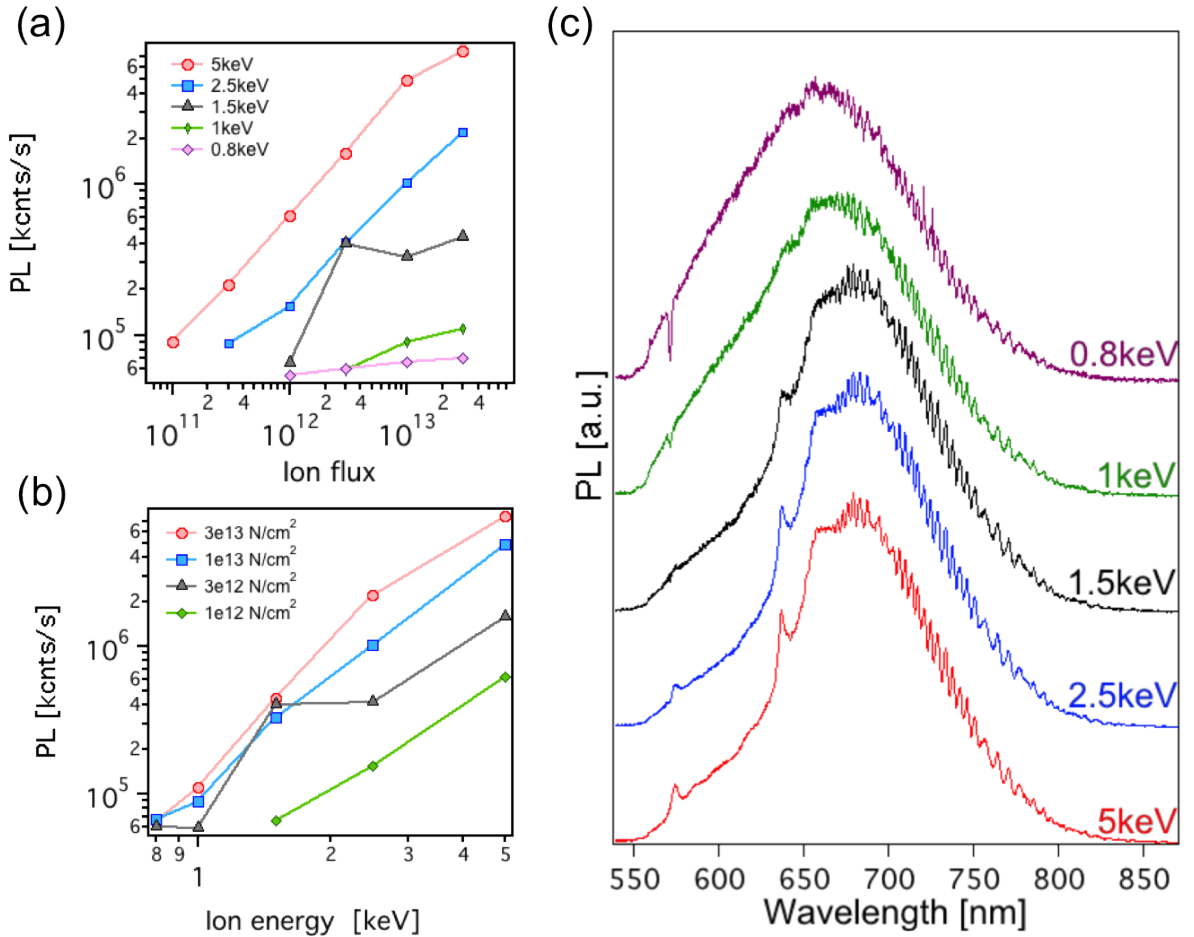 (a)
PL [kcnts/s]
6
4
2
10^6
6
4
2
10^5
6
5keV
2.5keV
1.5keV
1keV
0.8keV
10^11 2 4 10^12 2 4 10^13 2 4
Ion flux
(b)
PL [kcnts/s]
6
4
2
10^6
6
4
2
10^5
6
3e13 N/cm^2
1e13 N/cm^2
3e12 N/cm^2
1e12 N/cm^2
8 9 1 2 3 4 5
Ion energy [keV]
(c)
PL [a.u.]
0.8keV
1keV
1.5keV
2.5keV
5keV
550 600 650 700 750 800 850
Wavelength [nm]